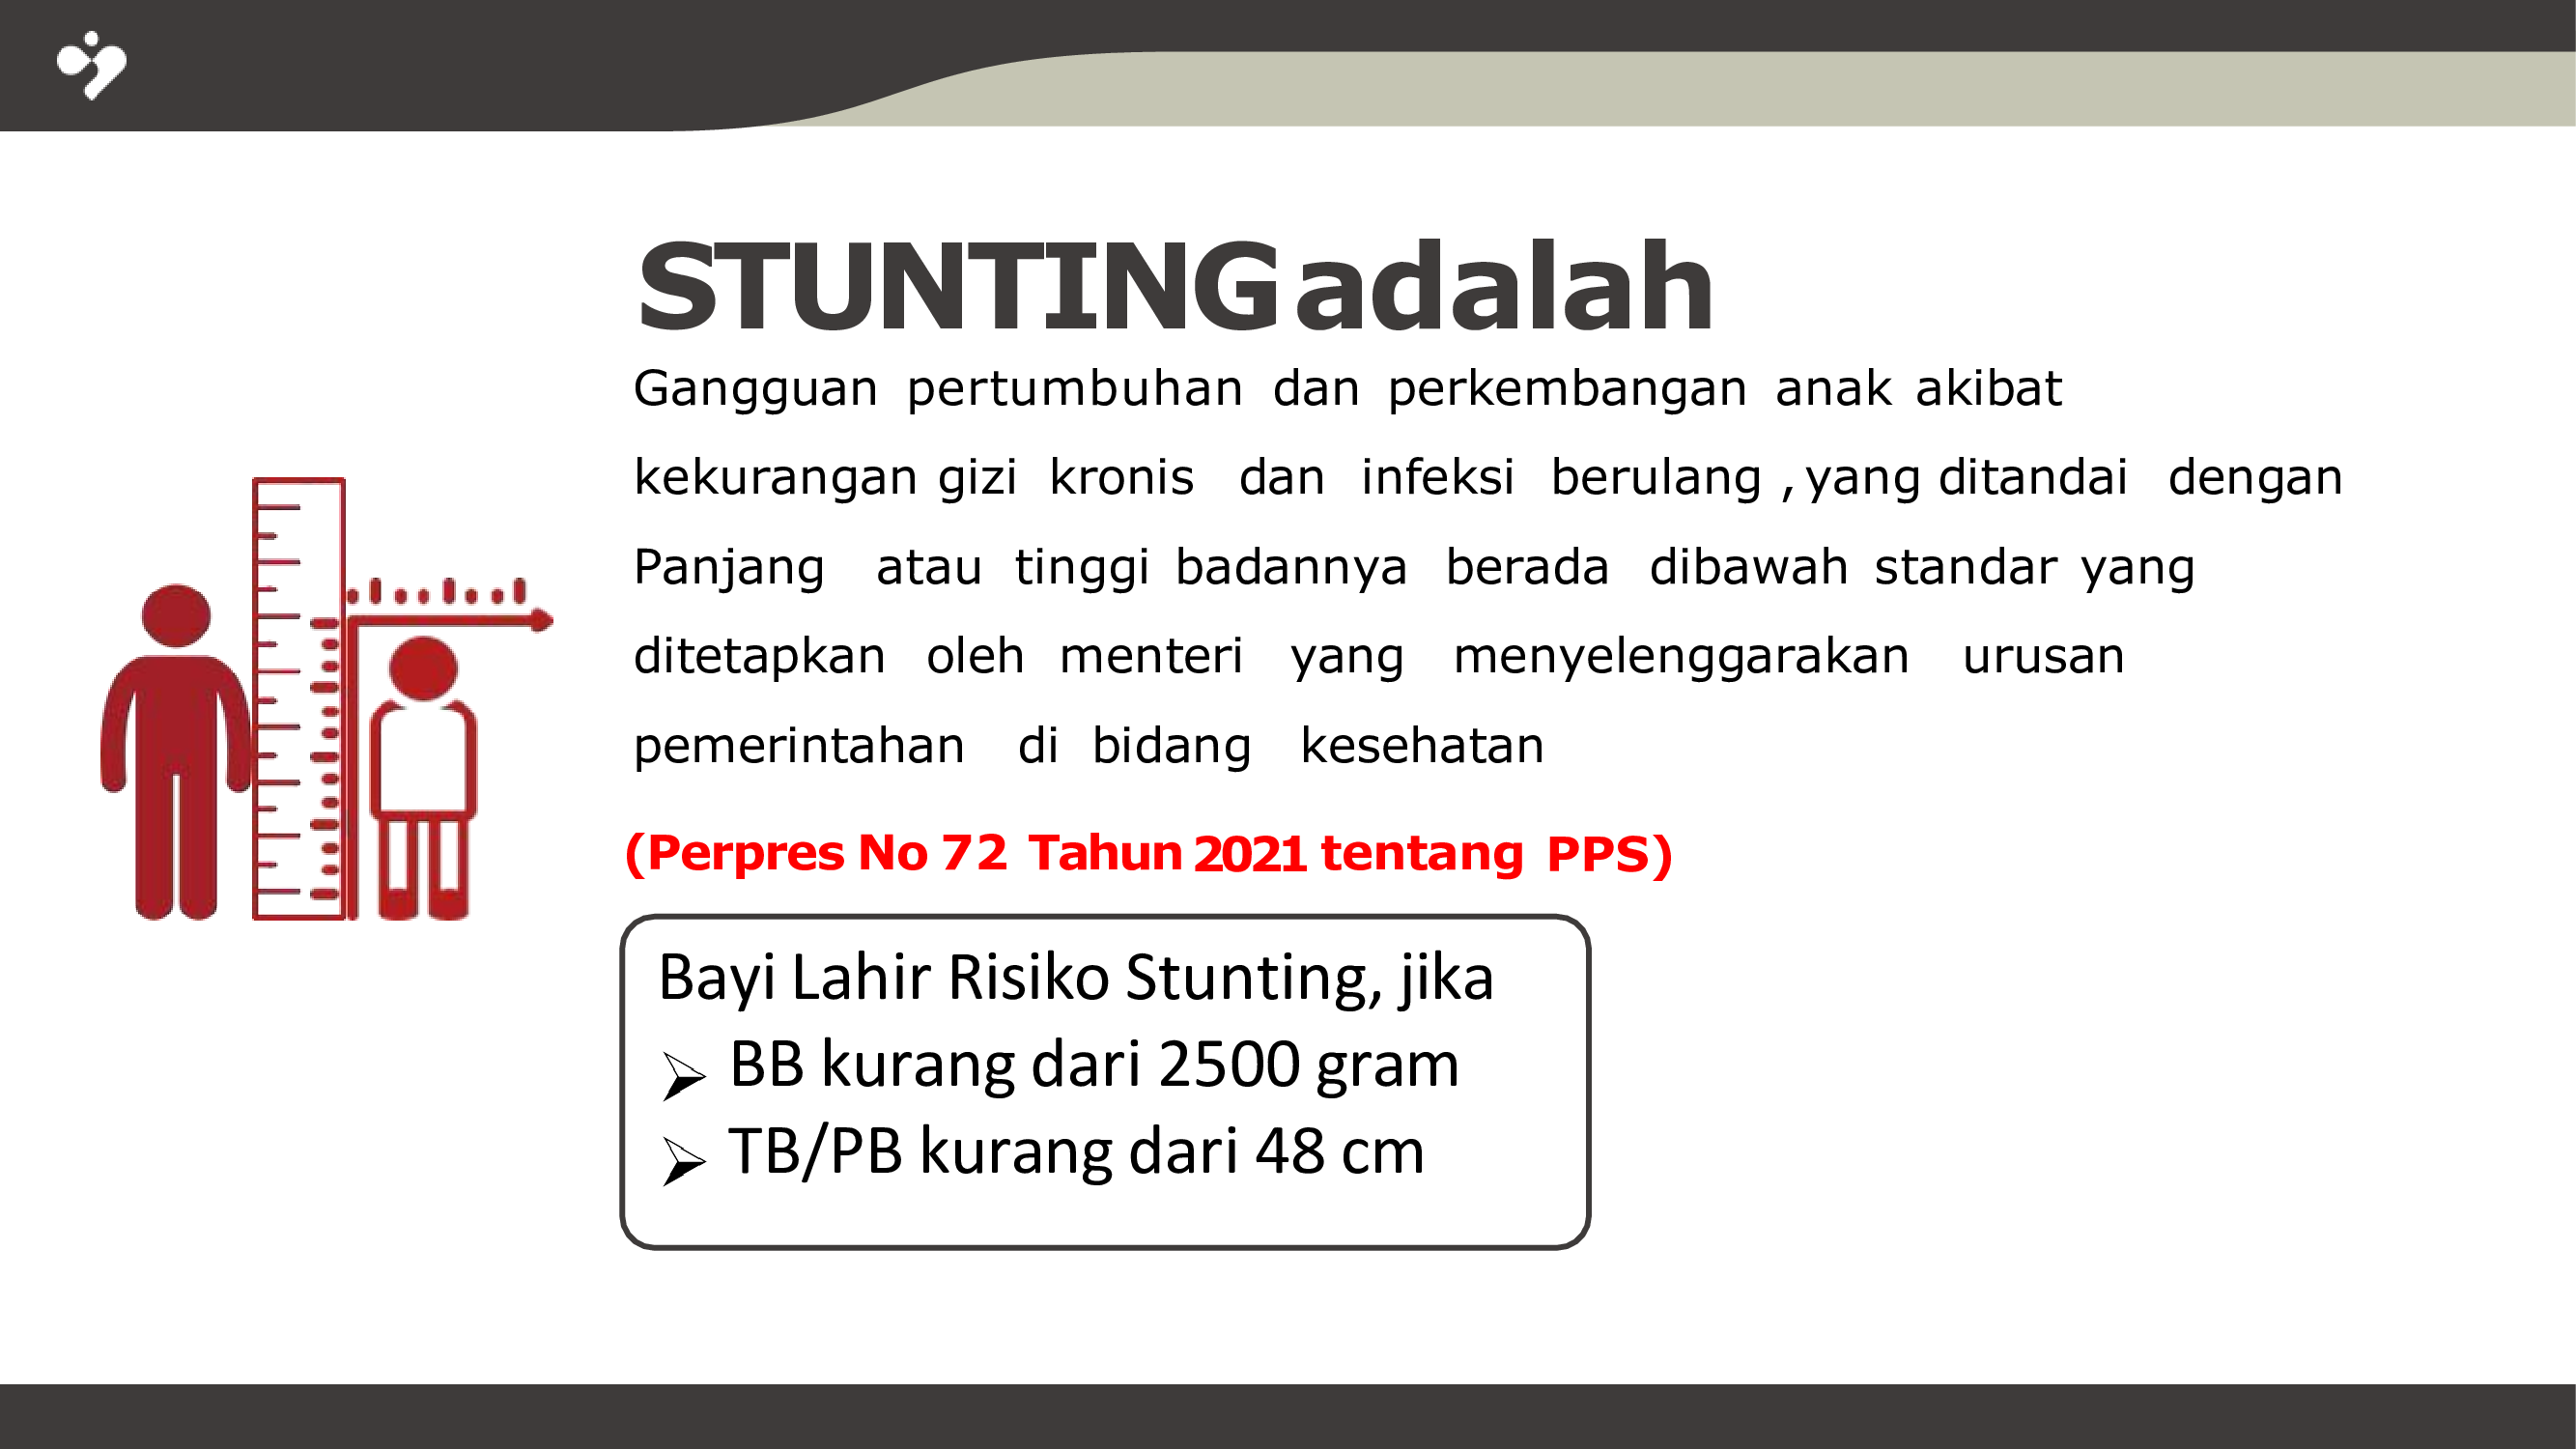 STUNTING adalah
Gangguan pertumbuhan dan perkembangan anak akibat
kekurangan gizi kronis dan infeksi berulang , yang ditandai dengan
Panjang atau tinggi badannya berada dibawah standar yang
ditetapkan oleh menteri yang menyelenggarakan urusan
pemerintahan di bidang kesehatan
(Perpres No 72 Tahun 2021 tentang PPS)
Bayi Lahir Risiko Stunting, jika
➢ BB kurang dari 2500 gram
➢ TB/PB kurang dari 48 cm